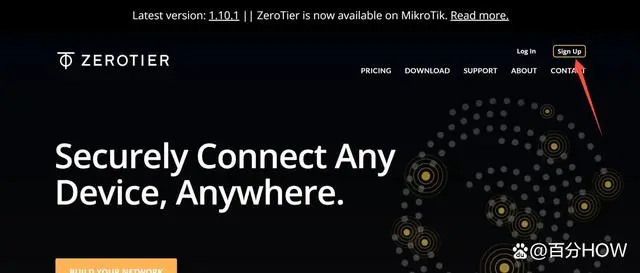 Latest version: 1.10.1 || ZeroTier is now available on MikroTik. Read more.
Log In Sign Up
ZEROTIER
PRICING DOWNLOAD SUPPORT ABOUT CONTACT
Securely Connect Any
Device, Anywhere.
BUILD YOUR NETWORK
@百分HOW